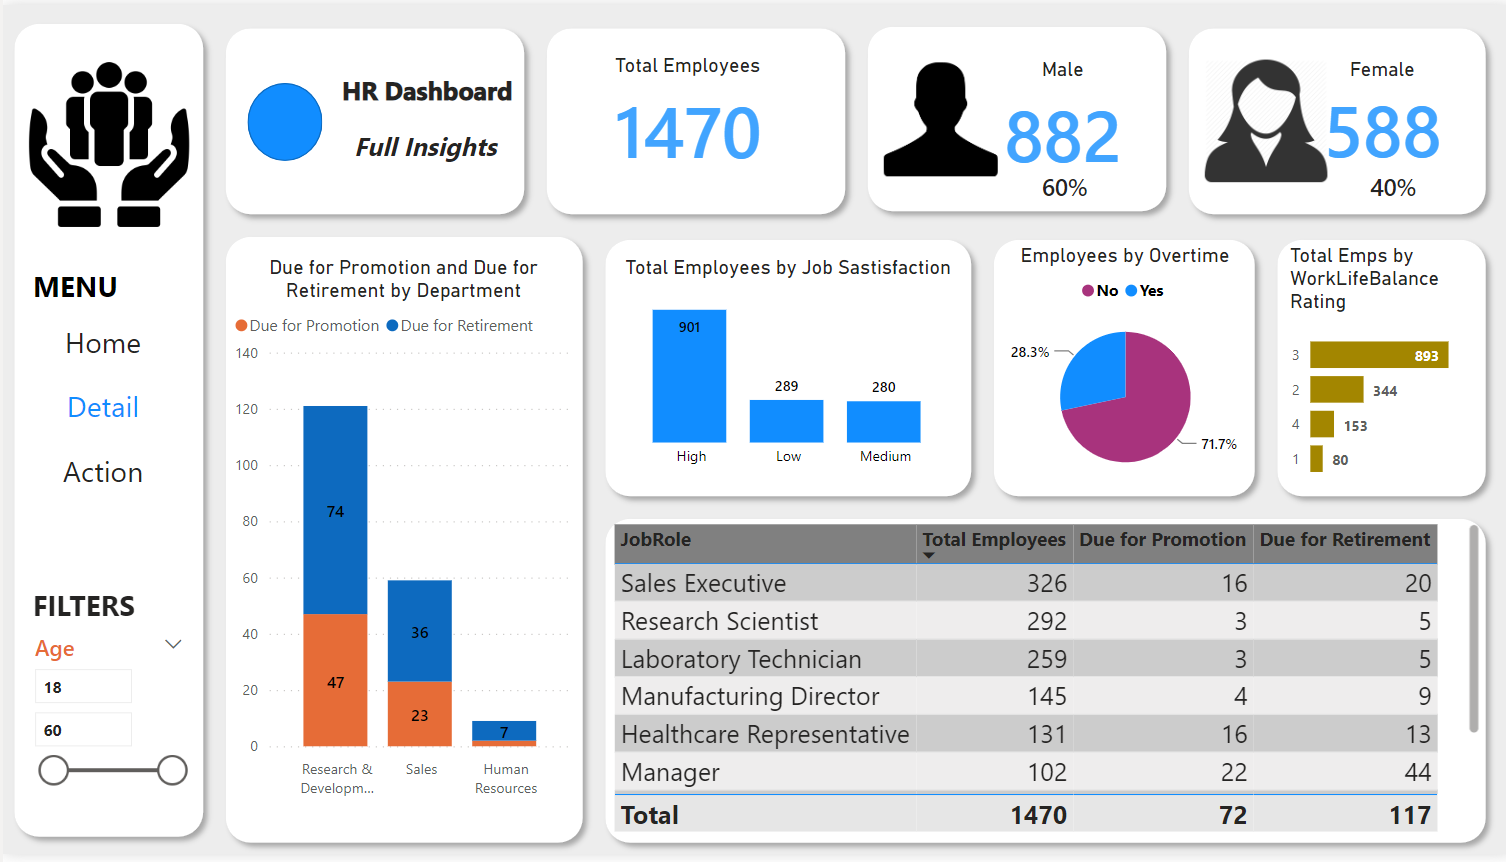 HR Dashboard
Full Insights
Total Employees
1470
Male
882
60%
Female
588
40%
MENU
Home
Detail
Action
FILTERS
Age
18
60
Due for Promotion and Due for
Retirement by Department
Due for Promotion Due for Retirement
140
120
100
80
60
40
20
0
74
47
36
23
7
Research &
Developm...
Sales
Human
Resources
Total Employees by Job Sastisfaction
901
289
280
High Low Medium
Employees by Overtime
No Yes
28.3%
71.7%
Total Emps by
WorkLifeBalance
Rating
3 893
2 344
4 153
1 80
JobRole Total Employees Due for Promotion Due for Retirement
Sales Executive 326 16 20
Research Scientist 292 3 5
Laboratory Technician 259 3 5
Manufacturing Director 145 4 9
Healthcare Representative 131 16 13
Manager 102 22 44
Total 1470 72 117